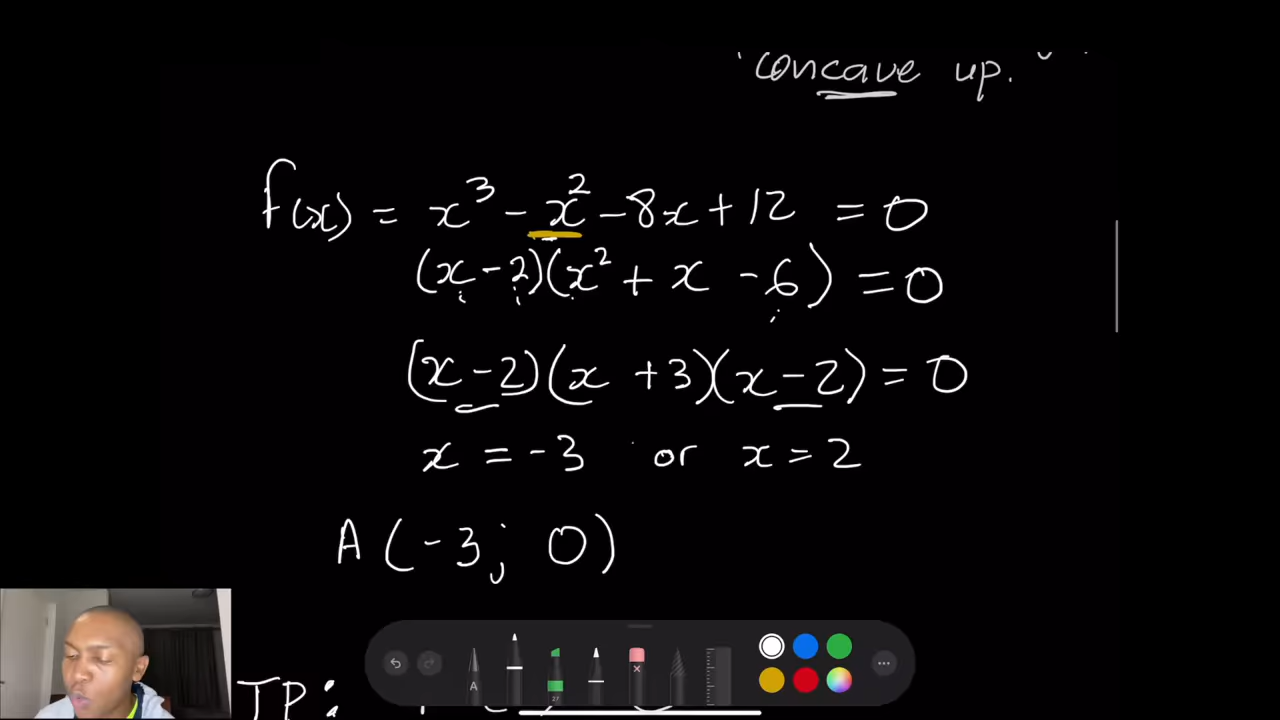 concave up.
f(x) = x³ - x² - 8x + 12 = 0
(x - 2)(x² + x - 6) = 0
(x - 2)(x + 3)(x - 2) = 0
x = -3 or x = 2
A (-3; 0)
TP: